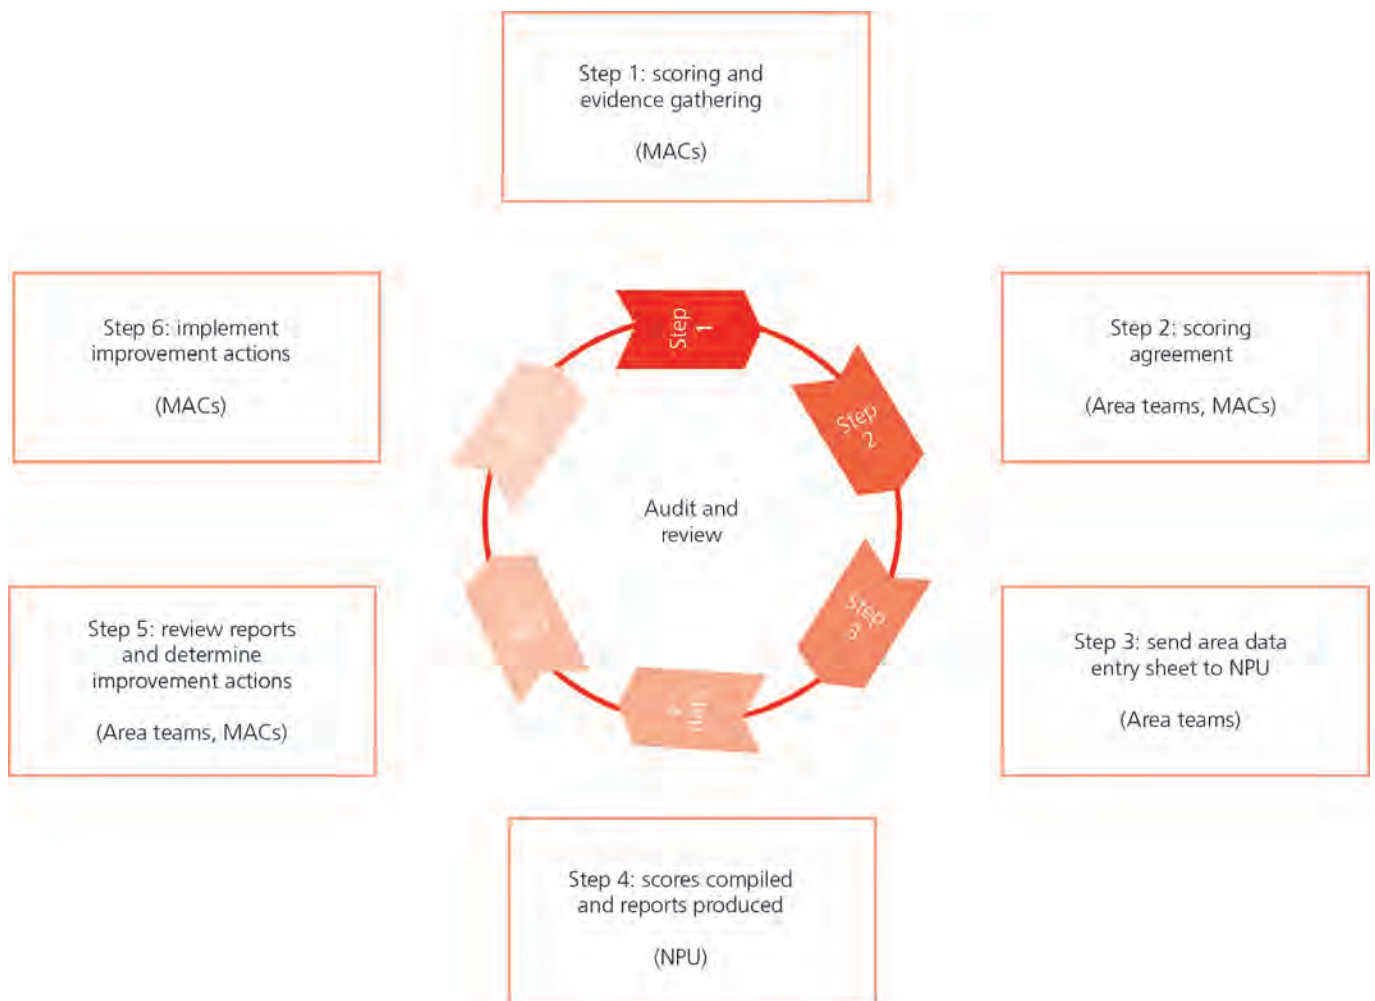 Step 1: scoring and
evidence gathering
(MACs)
Step 6: implement
improvement actions
(MACs)
Step 2: scoring
agreement
(Area teams, MACs)
Step
1
Step
2
Step
3
Audit and
review
Step 5: review reports
and determine
improvement actions
(Area teams, MACs)
Step 3: send area data
entry sheet to NPU
(Area teams)
Step 4: scores compiled
and reports produced
(NPU)